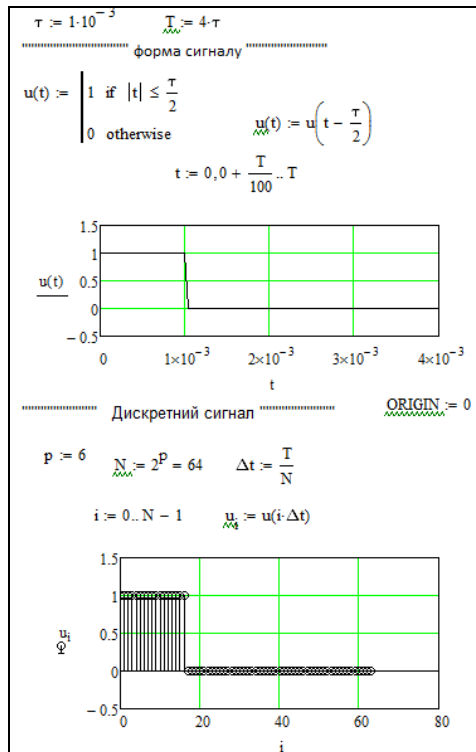 τ := 1·10⁻³ T := 4·τ
"""""""""""""""""""""""""" форма сигналу """"""""""""""""""""
u(t) := 1 if |t| ≤ τ/2
0 otherwise
u(t) := u(t − τ/2)
t := 0, 0 + T/100 .. T
1.5
1
0.5
0
− 0.5
u(t)
0 1×10⁻³ 2×10⁻³ 3×10⁻³ 4×10⁻³
t
"""""""""""""""""" Дискретний сигнал """"""""""""""""""
ORIGIN := 0
p := 6 N := 2ᵖ = 64 Δt := T/N
i := 0.. N − 1 uᵢ := u(i·Δt)
1.5
1
0.5
0
− 0.5
uᵢ
0 20 40 60 80
i